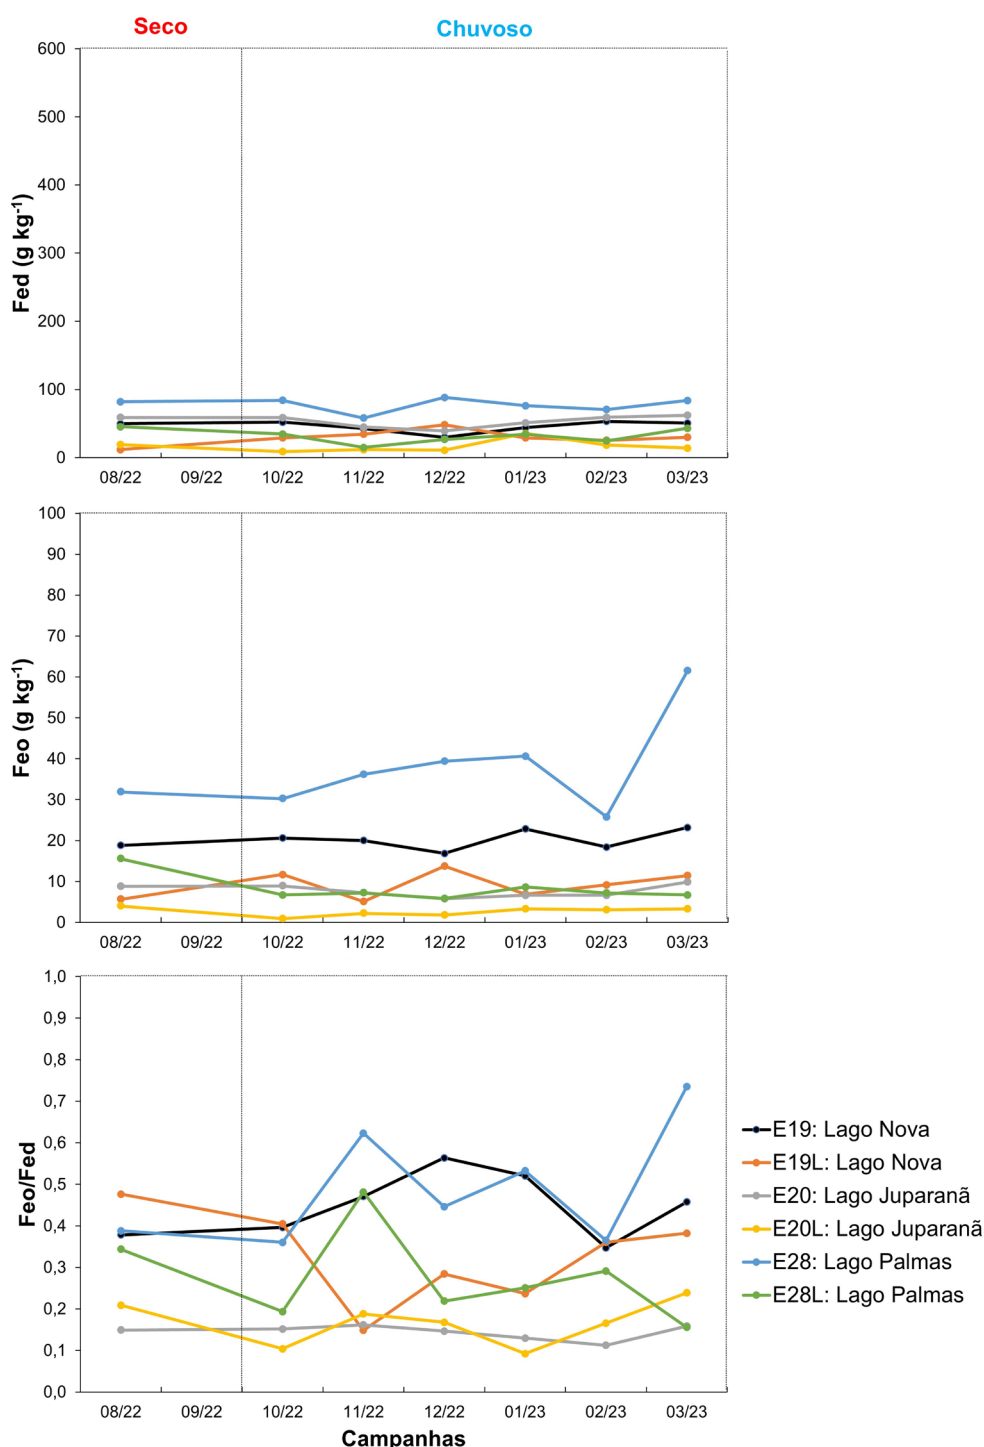 Seco Chuvoso
Fed (g kg⁻¹)
600
500
400
300
200
100
0
08/22 09/22 10/22 11/22 12/22 01/23 02/23 03/23
Feo (g kg⁻¹)
100
90
80
70
60
50
40
30
20
10
0
08/22 09/22 10/22 11/22 12/22 01/23 02/23 03/23
Feo/Fed
1,0
0,9
0,8
0,7
0,6
0,5
0,4
0,3
0,2
0,1
0,0
08/22 09/22 10/22 11/22 12/22 01/23 02/23 03/23
Campanhas
E19: Lago Nova
E19L: Lago Nova
E20: Lago Juparanã
E20L: Lago Juparanã
E28: Lago Palmas
E28L: Lago Palmas